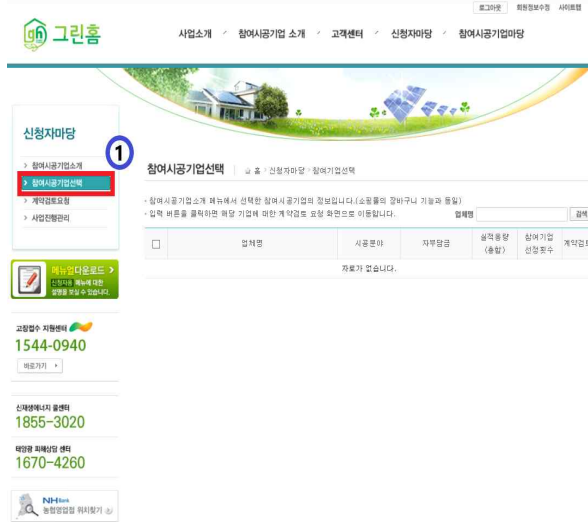 로그아웃 회원정보수정 사이트맵
gh 그린홈
사업소개 참여시공기업 소개 고객센터 신청자마당 참여시공기업마당
신청자마당
> 참여시공기업소개
> 참여시공기업선택
> 계약검토요청
> 사업진행관리
1
참여시공기업선택
홈 > 신청자마당 > 참여기업선택
- 참여시공기업소개 메뉴에서 선택한 참여시공기업의 정보입니다.(쇼핑몰의 장바구니 기능과 동일)
- 입력 버튼을 클릭하면 해당 기업에 대한 계약검토 요청 화면으로 이동합니다.
업체명 검색
업체명 시공분야 자부담금 실적용량 (총합) 참여기업 선정횟수 계약검토
자료가 없습니다.
메뉴얼다운로드 >
신청자용 메뉴에 대한
설명을 보실 수 있습니다.
고장접수 지원센터
1544-0940
바로가기
신재생에너지 콜센터
1855-3020
태양광 피해상담 센터
1670-4260
NH Bank
농협영업점 위치찾기